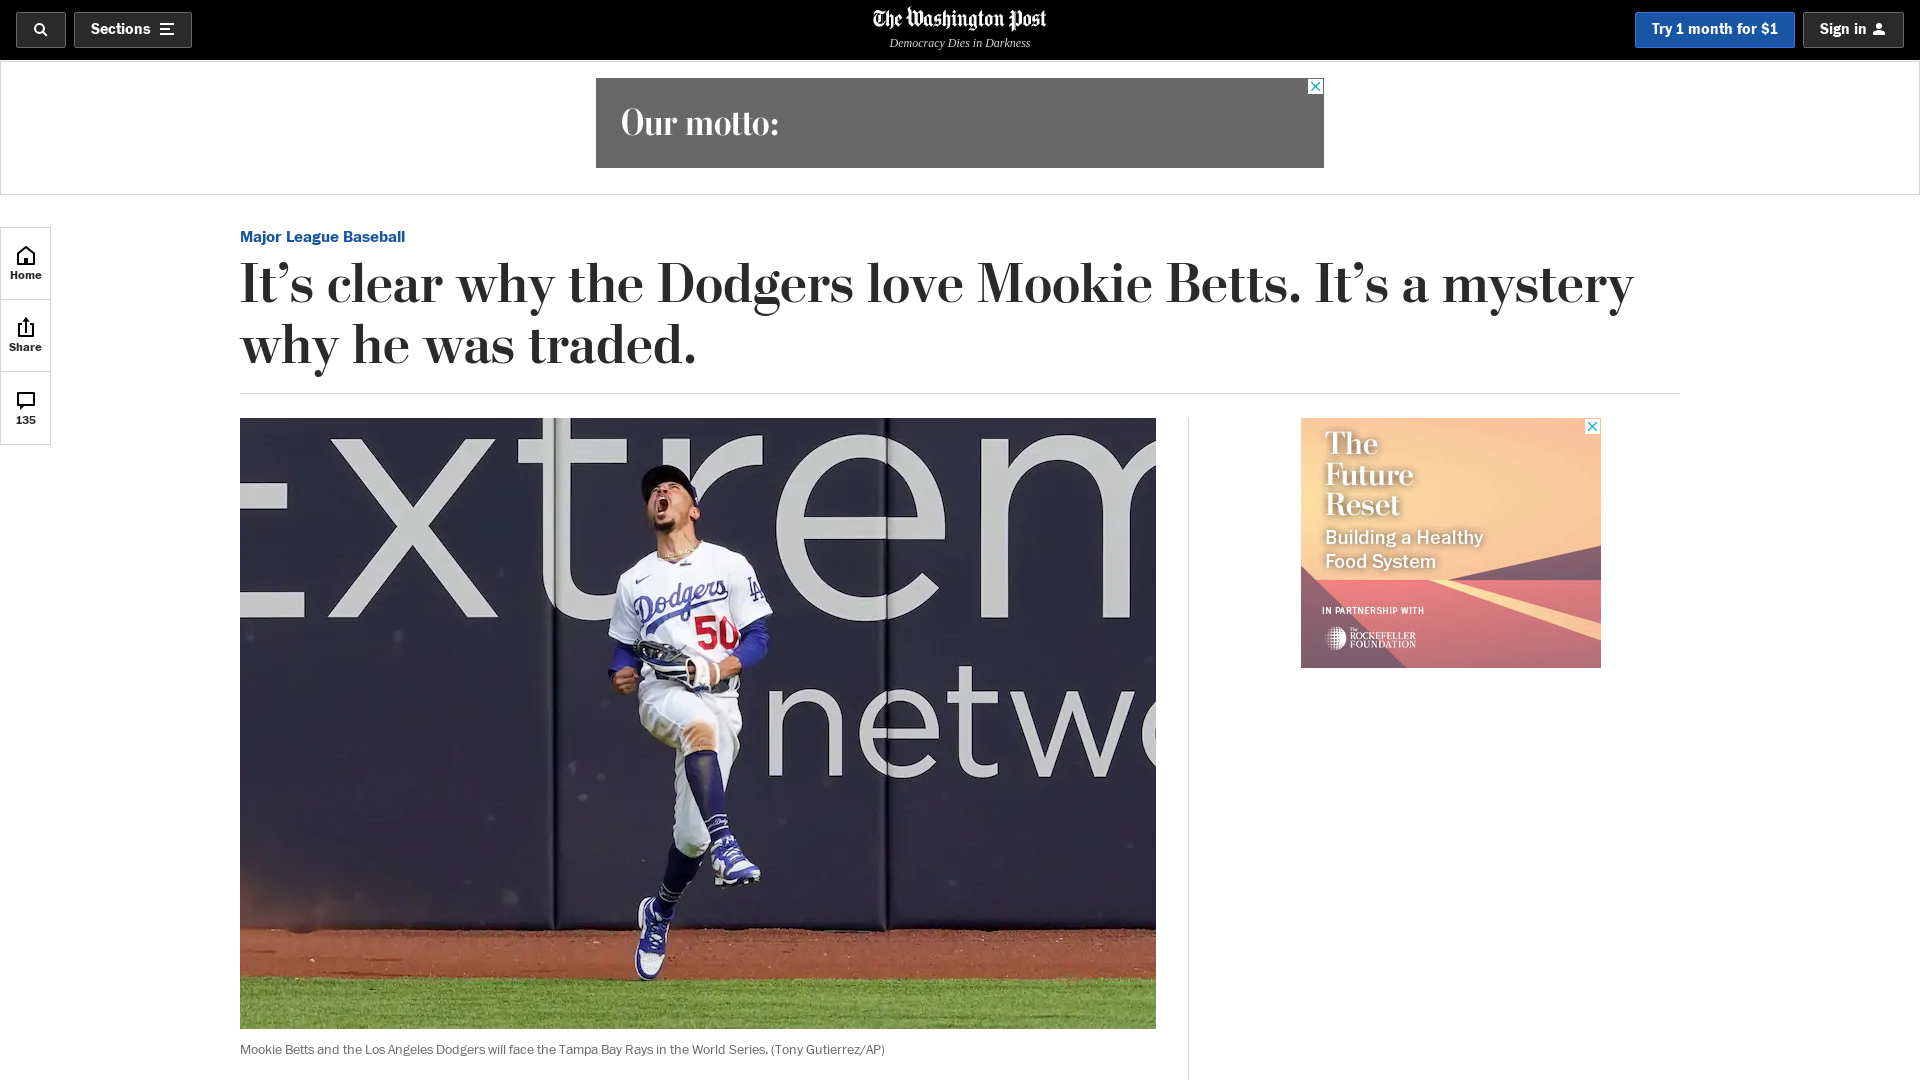 Sections
The Washington Post
Democracy Dies in Darkness
Try 1 month for $1
Sign in
Our motto:
Home
Share
135
Major League Baseball
It’s clear why the Dodgers love Mookie Betts. It’s a mystery
why he was traded.
Extrem
netwo
Dodgers
LA
50
Mookie Betts and the Los Angeles Dodgers will face the Tampa Bay Rays in the World Series. (Tony Gutierrez/AP)
The
Future
Reset
Building a Healthy
Food System
IN PARTNERSHIP WITH
The
ROCKEFELLER
FOUNDATION